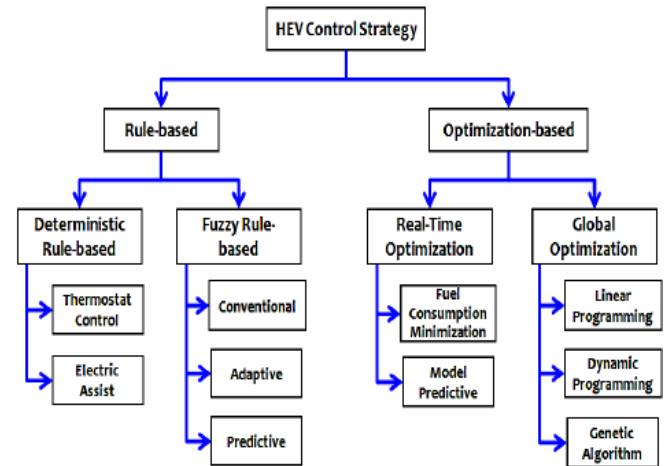 HEV Control Strategy
Rule-based
Optimization-based
Deterministic
Rule-based
Fuzzy Rule-
based
Real-Time
Optimization
Global
Optimization
Thermostat
Control
Electric
Assist
Conventional
Adaptive
Predictive
Fuel
Consumption
Minimization
Model
Predictive
Linear
Programming
Dynamic
Programming
Genetic
Algorithm